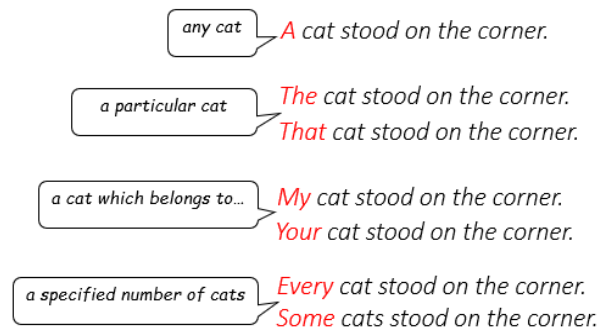 any cat
A cat stood on the corner.
a particular cat
The cat stood on the corner.
That cat stood on the corner.
a cat which belongs to...
My cat stood on the corner.
Your cat stood on the corner.
a specified number of cats
Every cat stood on the corner.
Some cats stood on the corner.